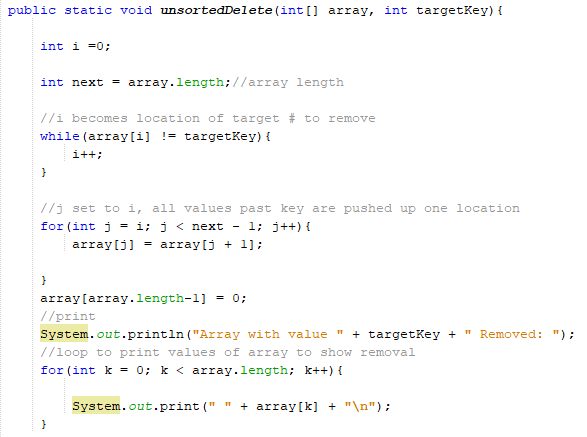 public static void unsortedDelete(int[] array, int targetKey){
int i =0;
int next = array.length;//array length
//i becomes location of target # to remove
while(array[i] != targetKey){
i++;
}
//j set to i, all values past key are pushed up one location
for(int j = i; j < next - 1; j++){
array[j] = array[j + 1];
}
array[array.length-1] = 0;
//print
System.out.println("Array with value " + targetKey + " Removed: ");
//loop to print values of array to show removal
for(int k = 0; k < array.length; k++){
System.out.print(" " + array[k] + "\n");
}